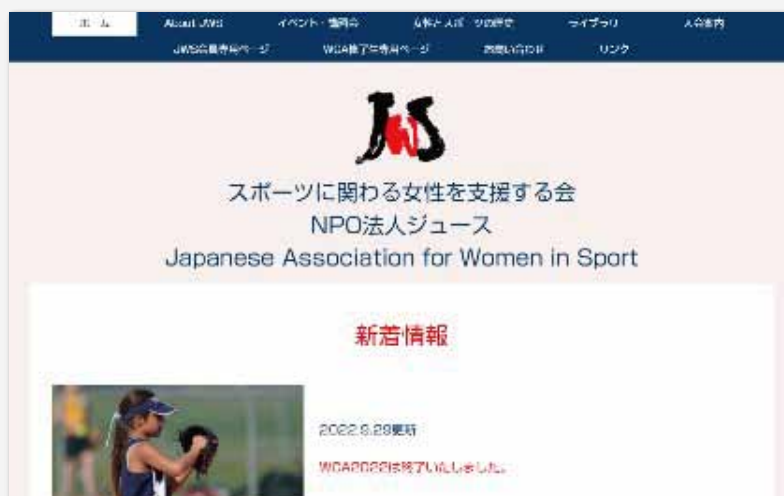 ホーム About JWS イベント・講習会 女性とスポーツの歴史 ライブラリ 入会案内
JWS会員専用ページ WCA修了生専用ページ お問い合わせ リンク
JWS
スポーツに関わる女性を支援する会
NPO法人ジュース
Japanese Association for Women in Sport
新着情報
2022.9.29更新
WCA2022は終了いたしました。